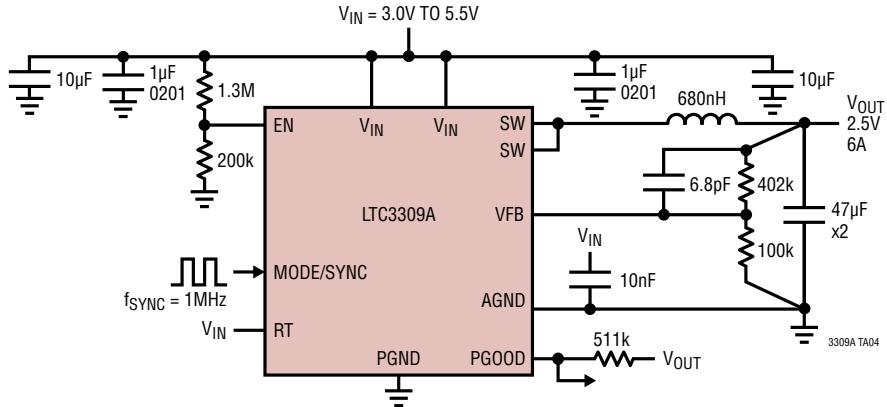 V_IN = 3.0V TO 5.5V
10µF
1µF
0201
1.3M
1µF
0201
10µF
680nH
V_OUT
2.5V
6A
EN
V_IN
V_IN
SW
SW
200k
6.8pF
402k
LTC3309A
VFB
47µF
x2
100k
V_IN
10nF
MODE/SYNC
f_SYNC = 1MHz
AGND
V_IN
RT
3309A TA04
511k
PGND
PGOOD
V_OUT